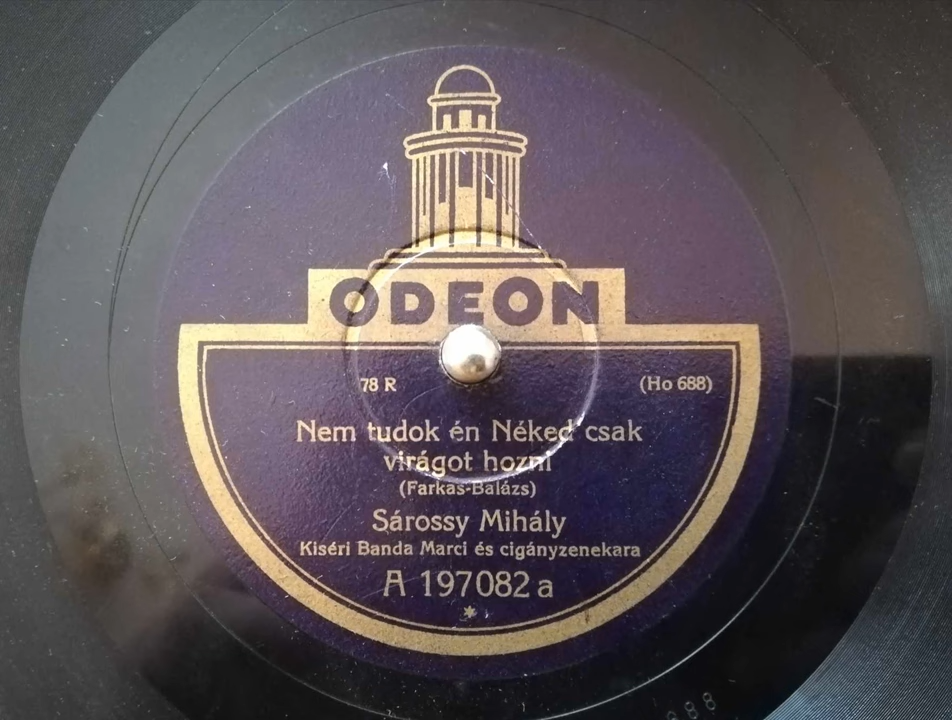 ODEON
78 R (Ho 688)
Nem tudok én Néked csak
virágot hozni
(Farkas-Balázs)
Sárossy Mihály
Kiséri Banda Marci és cigányzenekara
A 197082 a
*